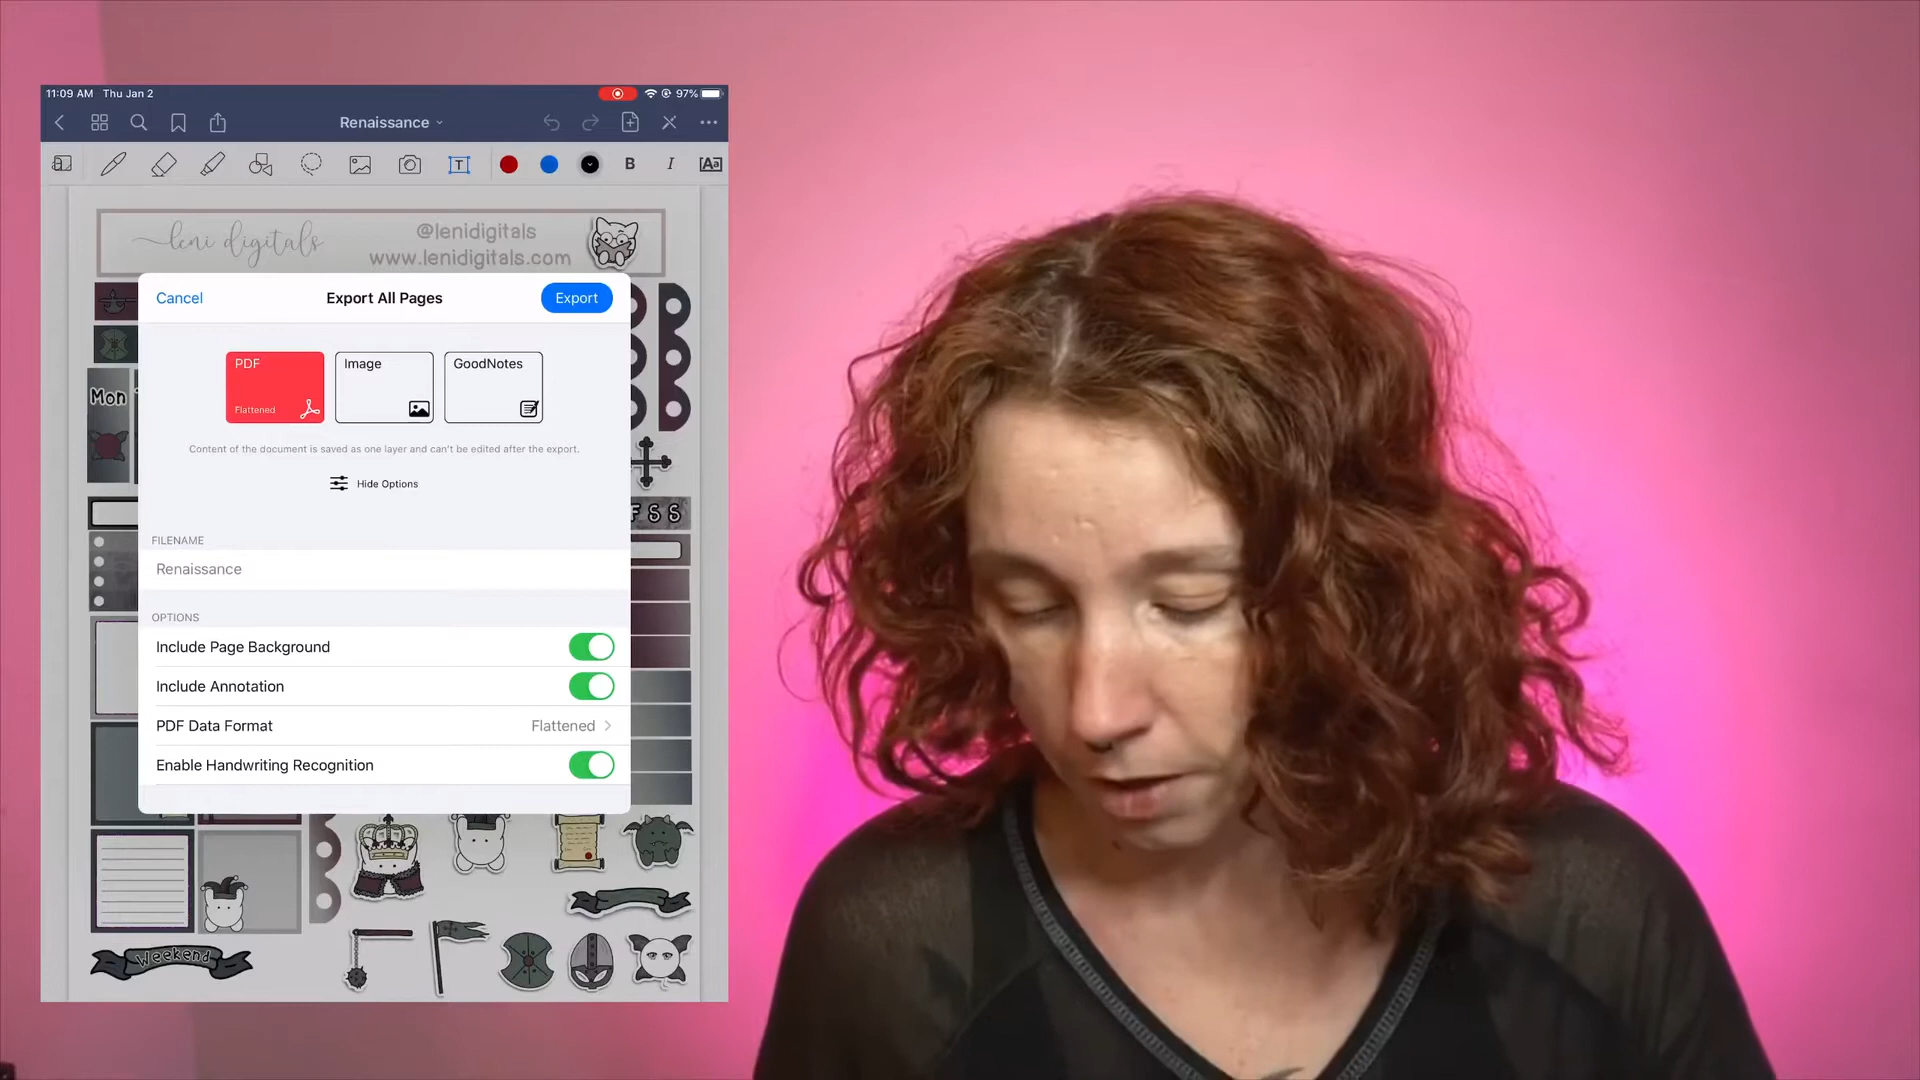 11:09 AM Thu Jan 2
97%
Renaissance
T
B
I
Aa
leni digitals
@lenidigitals
www.lenidigitals.com
Cancel
Export All Pages
Export
PDF
Flattened
Image
GoodNotes
Mon
Content of the document is saved as one layer and can't be edited after the export.
Hide Options
F S S
FILENAME
Renaissance
OPTIONS
Include Page Background
Include Annotation
PDF Data Format
Flattened
Enable Handwriting Recognition
Weekend